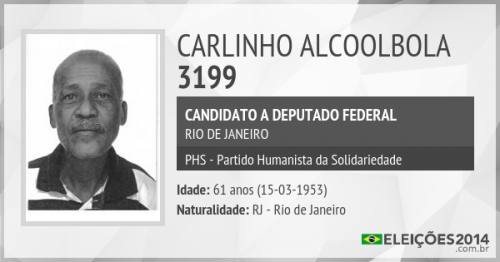 CARLINHO ALCOOLBOLA
3199
CANDIDATO A DEPUTADO FEDERAL
RIO DE JANEIRO
PHS - Partido Humanista da Solidariedade
Idade: 61 anos (15-03-1953)
Naturalidade: RJ - Rio de Janeiro
ELEIÇÕES2014
.com.br